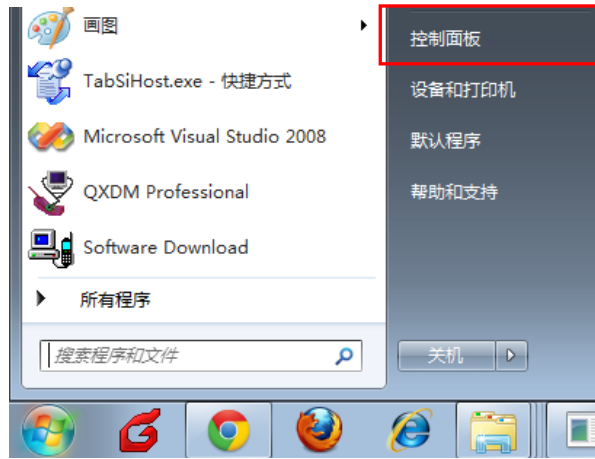 画图
TabSiHost.exe - 快捷方式
Microsoft Visual Studio 2008
QXDM Professional
Software Download
所有程序
搜索程序和文件
控制面板
设备和打印机
默认程序
帮助和支持
关机